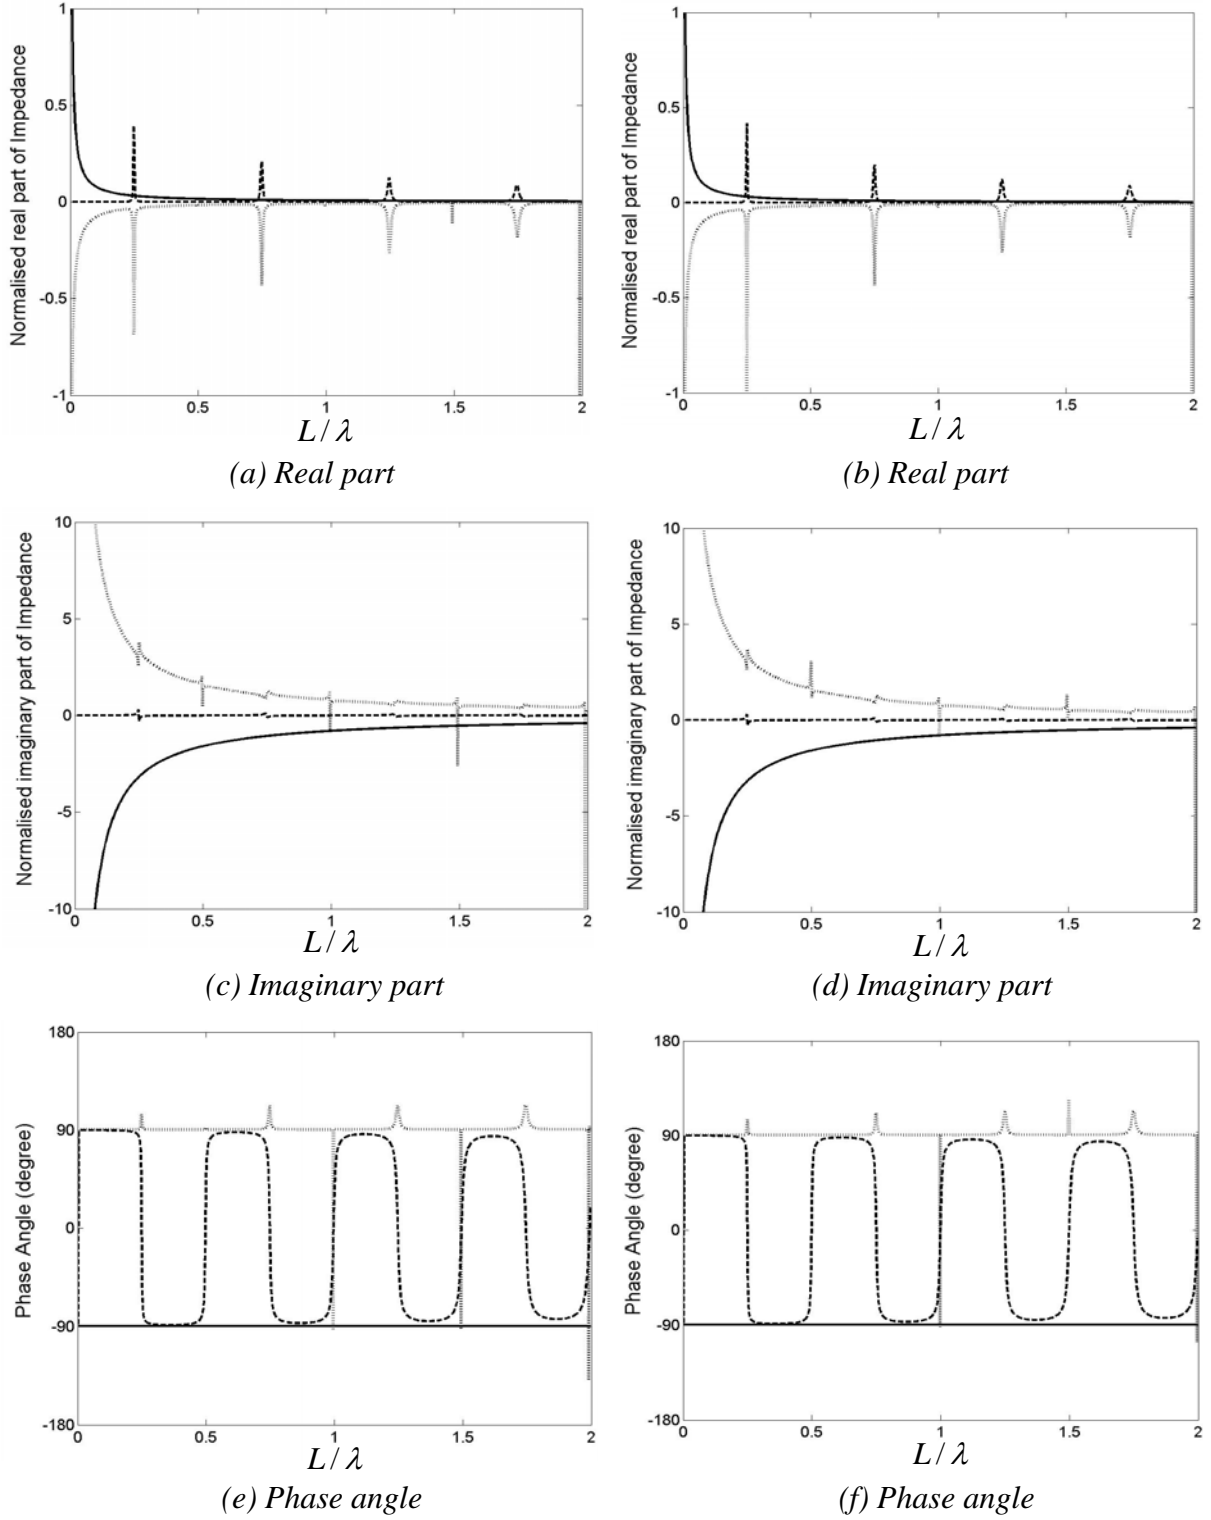 1
0.5
0
-0.5
-1
Normalised real part of Impedance
0 0.5 1 1.5 2
L / λ
(a) Real part
1
0.5
0
-0.5
-1
Normalised real part of Impedance
0 0.5 1 1.5 2
L / λ
(b) Real part
10
5
0
-5
-10
Normalised imaginary part of Impedance
0 0.5 1 1.5 2
L / λ
(c) Imaginary part
10
5
0
-5
-10
Normalised imaginary part of Impedance
0 0.5 1 1.5 2
L / λ
(d) Imaginary part
180
90
0
-90
-180
Phase Angle (degree)
0 0.5 1 1.5 2
L / λ
(e) Phase angle
180
90
0
-90
-180
Phase Angle (degree)
0 0.5 1 1.5 2
L / λ
(f) Phase angle